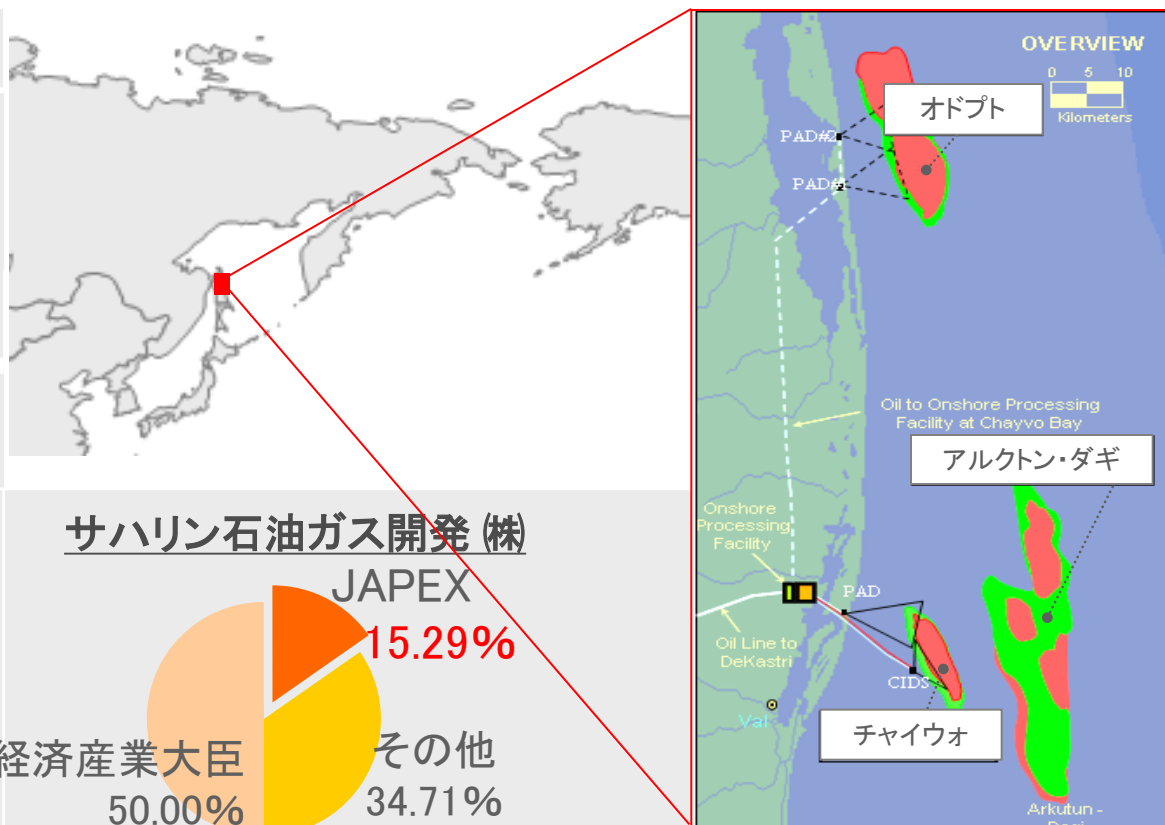 サハリン石油ガス開発 ㈱
JAPEX
15.29%
その他
34.71%
経済産業大臣
50.00%
OVERVIEW
0 5 10
Kilometers
オドプト
PAD#2
PAD#1
Oil to Onshore Processing
Facility at Chayvo Bay
アルクトン・ダギ
Onshore
Processing
Facility
PAD
Oil Line to
DeKastri
CIDS
Val
チャイウォ
Arkutun -